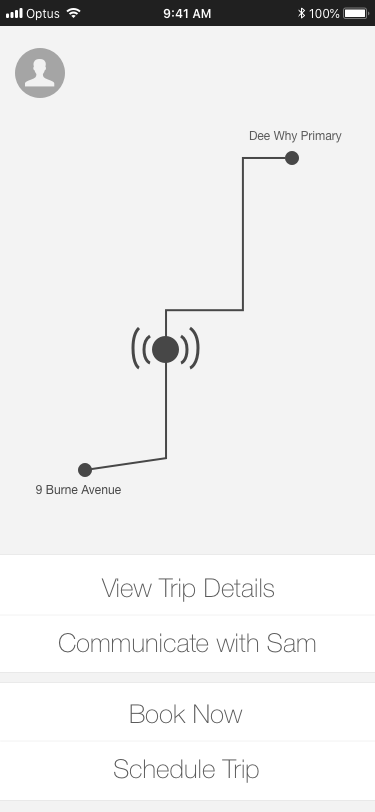 Optus 9:41 AM 100%
Dee Why Primary
9 Burne Avenue
View Trip Details
Communicate with Sam
Book Now
Schedule Trip